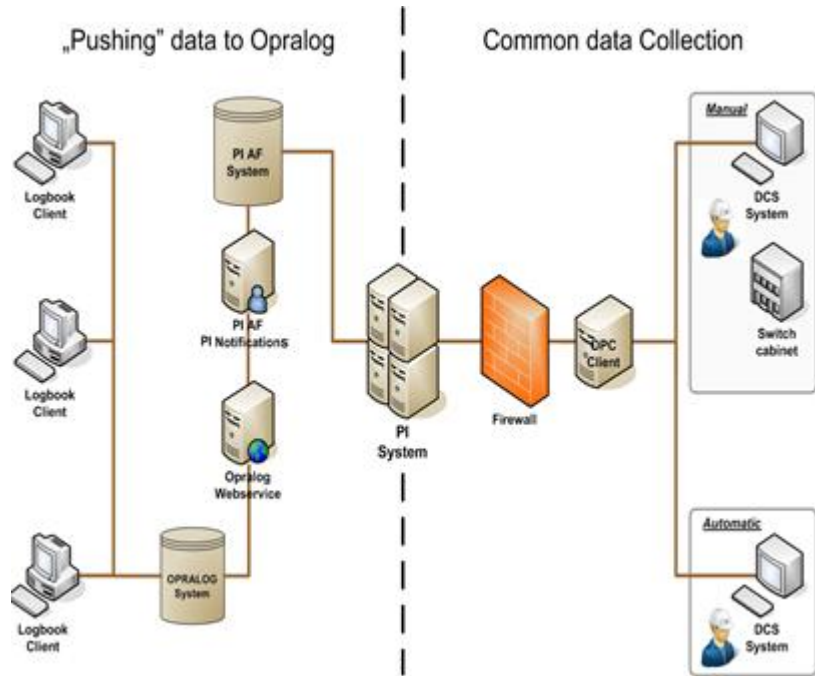 „Pushing” data to Opralog
Common data Collection
Logbook
Client
Logbook
Client
Logbook
Client
PI AF
System
PI AF
PI Notifications
Opralog
Webservice
OPRALOG
System
PI
System
Firewall
OPC
Client
Manual
DCS
System
Switch
cabinet
Automatic
DCS
System